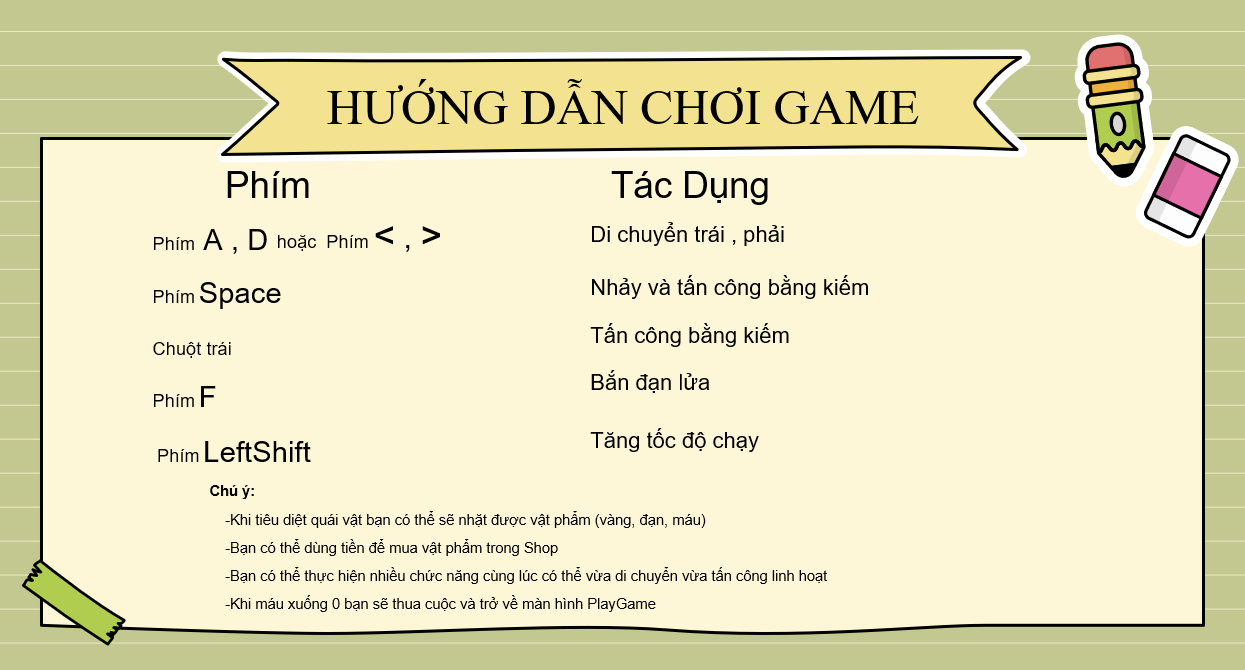 HƯỚNG DẪN CHƠI GAME
Phím Tác Dụng
Phím A , D hoặc Phím < , > Di chuyển trái , phải
Phím Space Nhảy và tấn công bằng kiếm
Chuột trái Tấn công bằng kiếm
Phím F Bắn đạn lửa
Phím LeftShift Tăng tốc độ chạy
Chú ý:
-Khi tiêu diệt quái vật bạn có thể sẽ nhặt được vật phẩm (vàng, đạn, máu)
-Bạn có thể dùng tiền để mua vật phẩm trong Shop
-Bạn có thể thực hiện nhiều chức năng cùng lúc có thể vừa di chuyển vừa tấn công linh hoạt
-Khi máu xuống 0 bạn sẽ thua cuộc và trở về màn hình PlayGame